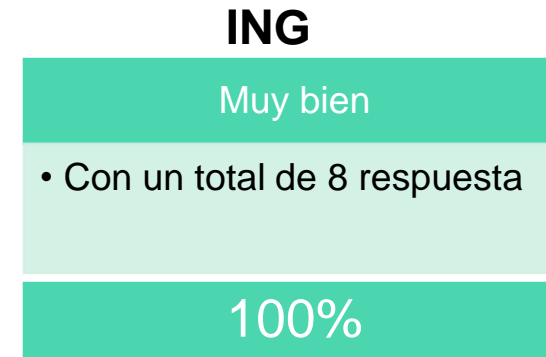 ING
Muy bien
• Con un total de 8 respuesta
100%